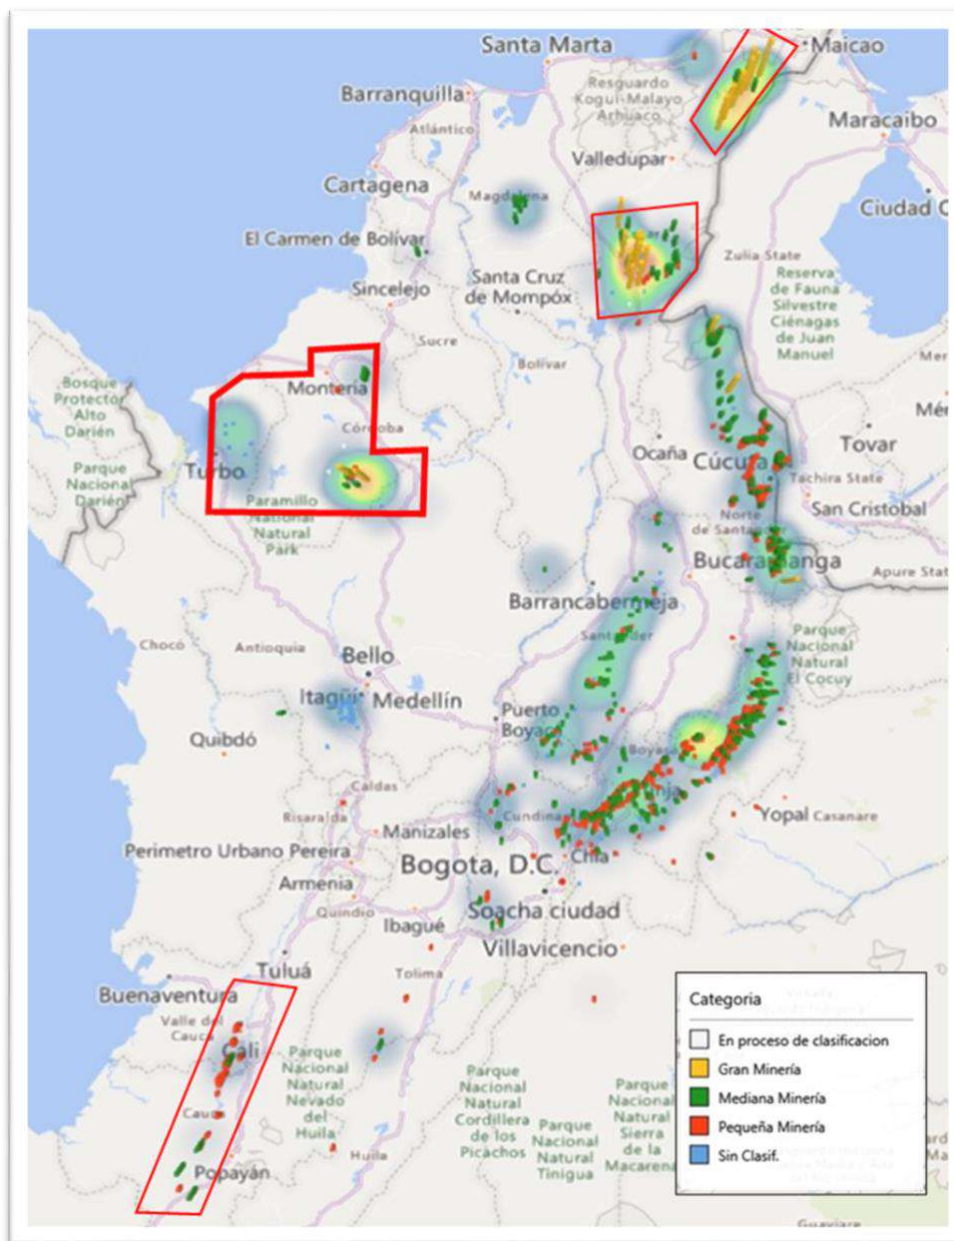 Santa Marta
Maicao
Resguardo
Kogui-Malayo
Arhuaco
Barranquilla
Atlántico
Maracaibo
Valledupar
Cartagena
Magdalena
Ciudad O
El Carmen de Bolívar
Zulia State
Santa Cruz
de Mompóx
Reserva
de Fauna
Silvestre
Ciénagas
de Juan
Manuel
Sincelejo
Sucre
Bolívar
Mer
Bosque
Protector
Alto
Darién
Montería
Mér
Córdoba
Ocaña
Cúcuta
Tovar
Turbo
Parque
Nacional
Darién
Tachira State
Paramillo
National
Natural
Park
San Cristobal
Norte
de Santander
Bucaramanga
Apure Stat
Barrancabermeja
Santander
Parque
Nacional
Natural
El Cocuy
Chocó
Antioquia
Bello
Itagüí
Medellín
Puerto
Boyacá
Quibdó
Boyacá
Tunja
Caldas
Risaralda
Cundina
Yopal
Casanare
Manizales
Perimetro Urbano Pereira
Bogota, D.C.
Chía
Armenia
Quindío
Ibagué
Soacha ciudad
Villavicencio
Tuluá
Tolima
Buenaventura
Valle del
Cauca
Cali
Parque
Nacional
Natural
Nevado
del
Huila
Cauca
Popayán
Huila
Parque
Nacional
Natural
Cordillera
de los
Picachos
Parque
Nacional
Natural
Tinigua
Parque
Nacional
Natural
Sierra
de la
Macarena
Categoria
En proceso de clasificacion
Gran Minería
Mediana Minería
Pequeña Minería
Sin Clasif.
Guaviare